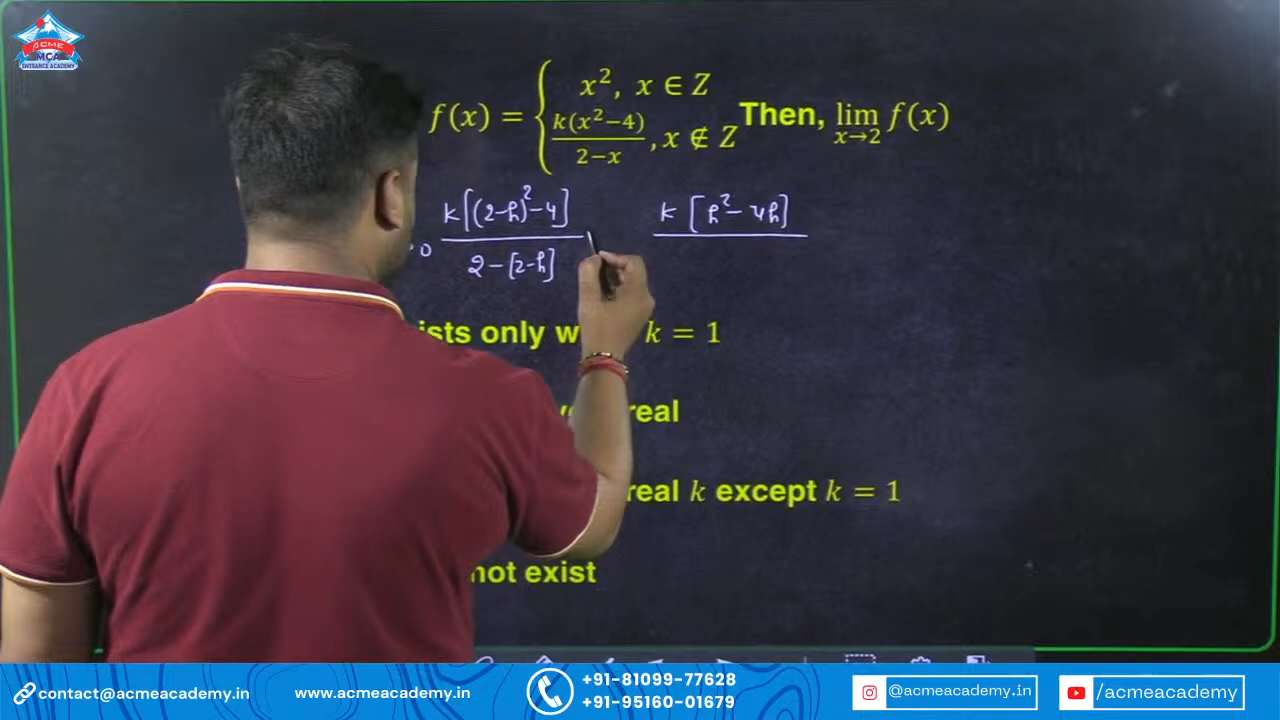 ACME
MCA
ENTRANCE ACADEMY
f(x) = { x², x ∈ Z
k(x²−4)/2−x , x ∉ Z Then, lim x→2 f(x)
0 k[(2-h)²-4] / 2-[2-h] k[h²-4h]
only k = 1
real
real k except k = 1
not exist
contact@acmeacademy.in www.acmeacademy.in +91-81099-77628 +91-95160-01679 @acmeacademy.in /acmeacademy